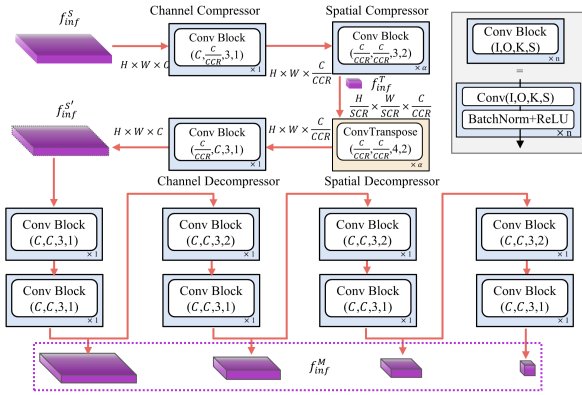 f_inf^S
Channel Compressor
Spatial Compressor
Conv Block
(C, C/CCR, 3,1)
× 1
Conv Block
(C/CCR, C/CCR, 3,2)
× α
Conv Block
(I,O,K,S)
× n
=
Conv(I,O,K,S)
BatchNorm+ReLU
× n
H × W × C
H × W × C/CCR
f_inf^T
H/SCR × W/SCR × C/CCR
f_inf^S'
H × W × C
Conv Block
(C/CCR, C,3,1)
× 1
H × W × C/CCR
ConvTranspose
(C/CCR, C/CCR, 4,2)
× α
Channel Decompressor
Spatial Decompressor
Conv Block
(C,C,3,1)
× 1
Conv Block
(C,C,3,2)
× 1
Conv Block
(C,C,3,2)
× 1
Conv Block
(C,C,3,2)
× 1
Conv Block
(C,C,3,1)
× 1
Conv Block
(C,C,3,1)
× 1
Conv Block
(C,C,3,1)
× 1
Conv Block
(C,C,3,1)
× 1
f_inf^M